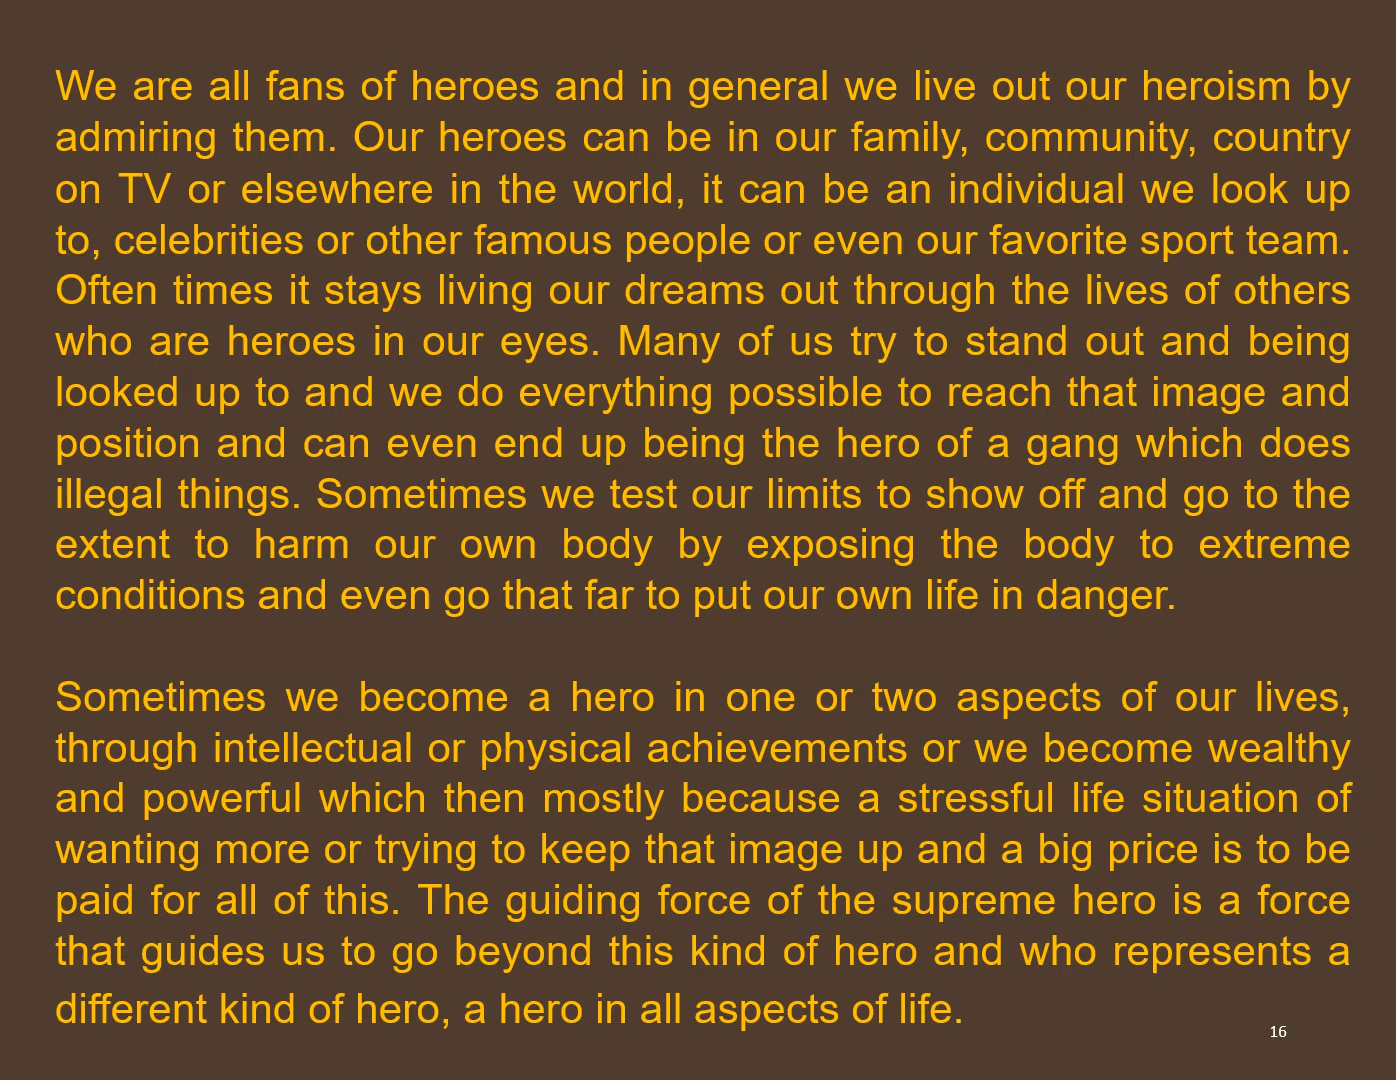 We are all fans of heroes and in general we live out our heroism by
admiring them. Our heroes can be in our family, community, country
on TV or elsewhere in the world, it can be an individual we look up
to, celebrities or other famous people or even our favorite sport team.
Often times it stays living our dreams out through the lives of others
who are heroes in our eyes. Many of us try to stand out and being
looked up to and we do everything possible to reach that image and
position and can even end up being the hero of a gang which does
illegal things. Sometimes we test our limits to show off and go to the
extent to harm our own body by exposing the body to extreme
conditions and even go that far to put our own life in danger.
Sometimes we become a hero in one or two aspects of our lives,
through intellectual or physical achievements or we become wealthy
and powerful which then mostly because a stressful life situation of
wanting more or trying to keep that image up and a big price is to be
paid for all of this. The guiding force of the supreme hero is a force
that guides us to go beyond this kind of hero and who represents a
different kind of hero, a hero in all aspects of life.
16